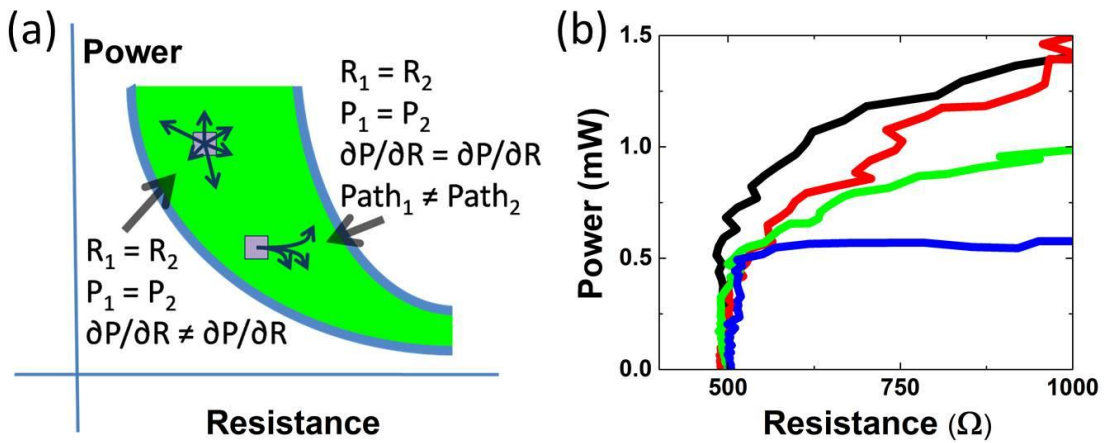 (a)
Power
R₁ = R₂
P₁ = P₂
∂P/∂R = ∂P/∂R
Path₁ ≠ Path₂
R₁ = R₂
P₁ = P₂
∂P/∂R ≠ ∂P/∂R
Resistance
(b)
Power (mW)
1.5
1.0
0.5
0.0
500 750 1000
Resistance (Ω)